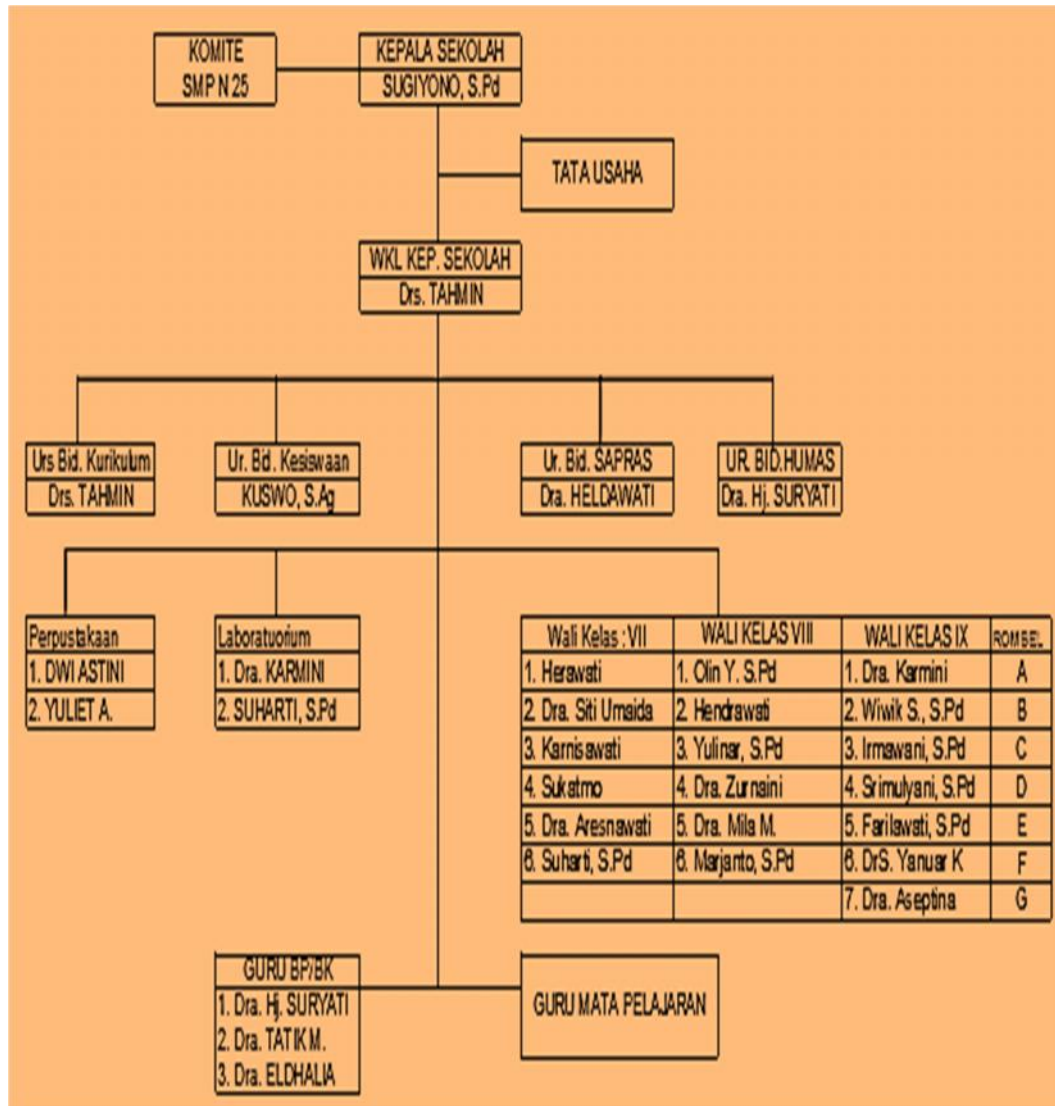 KOMITE
SMP N 25
KEPALA SEKOLAH
SUGIYONO, S.Pd
TATA USAHA
WKL KEP. SEKOLAH
Drs. TAHMIN
Urs Bid. Kurikulum
Drs. TAHMIN
Ur. Bid. Kesiswaan
KUSWO, S.Ag
Ur. Bid. SAPRAS
Dra. HELDAWATI
UR. BID.HUMAS
Dra. Hj. SURYATI
Perpustakaan
1. DWI ASTINI
2. YULIET A.
Laboratuorium
1. Dra. KARMINI
2. SUHARTI, S.Pd
Wali Kelas : VII WALI KELAS VIII WALI KELAS IX ROMBEL
1. Herawati 1. Olin Y. S.Pd 1. Dra. Karmini A
2. Dra. Siti Umaida 2. Hendrawati 2. Wiwik S., S.Pd B
3. Karnisawati 3. Yulinar, S.Pd 3. Irmawani, S.Pd C
4. Sukatmo 4. Dra. Zurnaini 4. Srimulyani, S.Pd D
5. Dra. Aresnawati 5. Dra. Mila M. 5. Farilawati, S.Pd E
6. Suharti, S.Pd 6. Marjanto, S.Pd 6. DrS. Yanuar K F
7. Dra. Aseptina G
GURU BP/BK
1. Dra. Hj. SURYATI
2. Dra. TATIK M.
3. Dra. ELDHALIA
GURU MATA PELAJARAN